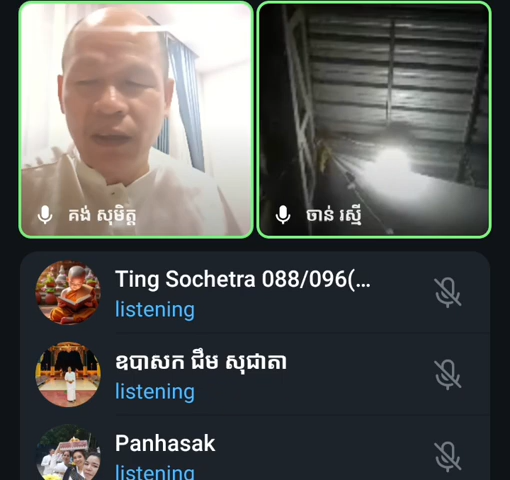 គង់ សុមិត្ត
ចាន់ រស្មី
Ting Sochetra 088/096(...
listening
ឧបាសក ជឹម សុជាតា
listening
Panhasak
listening